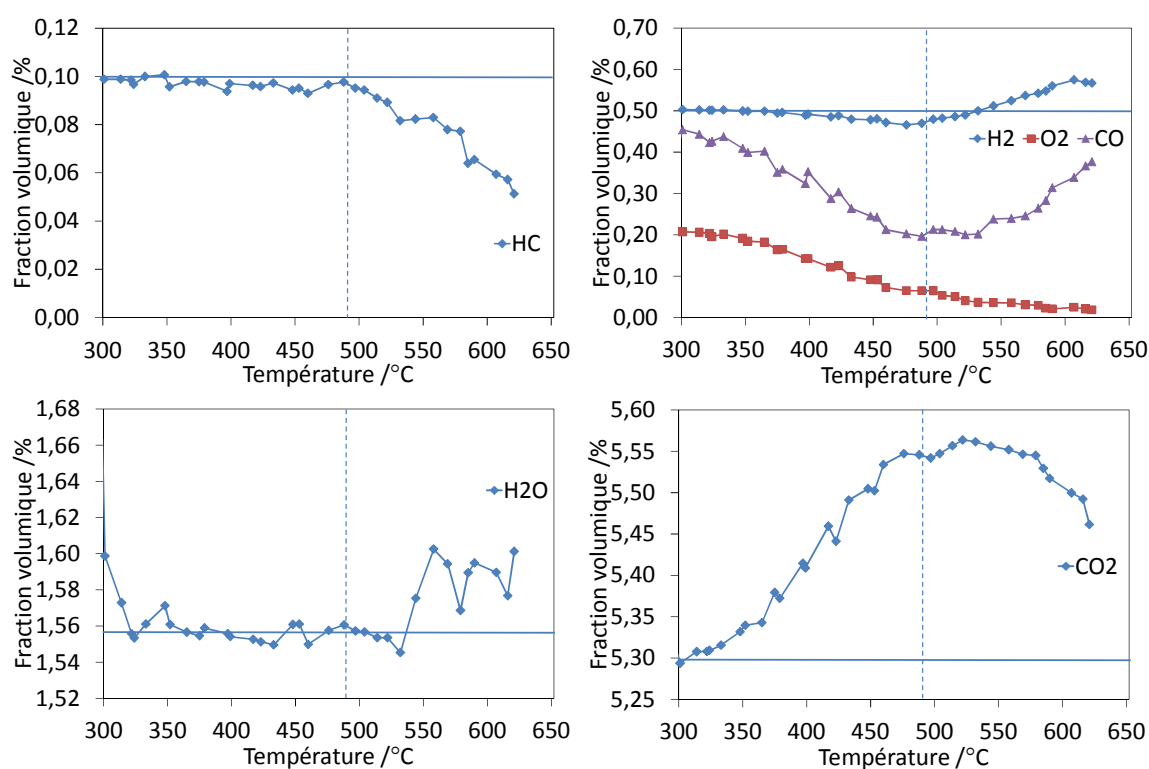 0,12
0,10
0,08
0,06
0,04
0,02
0,00
Fraction volumique /%
HC
300 350 400 450 500 550 600 650
Température /°C
0,70
0,60
0,50
0,40
0,30
0,20
0,10
0,00
Fraction volumique /%
H2 O2 CO
300 350 400 450 500 550 600 650
Température /°C
1,68
1,66
1,64
1,62
1,60
1,58
1,56
1,54
1,52
Fraction volumique /%
H2O
300 350 400 450 500 550 600 650
Température /°C
5,60
5,55
5,50
5,45
5,40
5,35
5,30
5,25
Fraction volumique /%
CO2
300 350 400 450 500 550 600 650
Température /°C